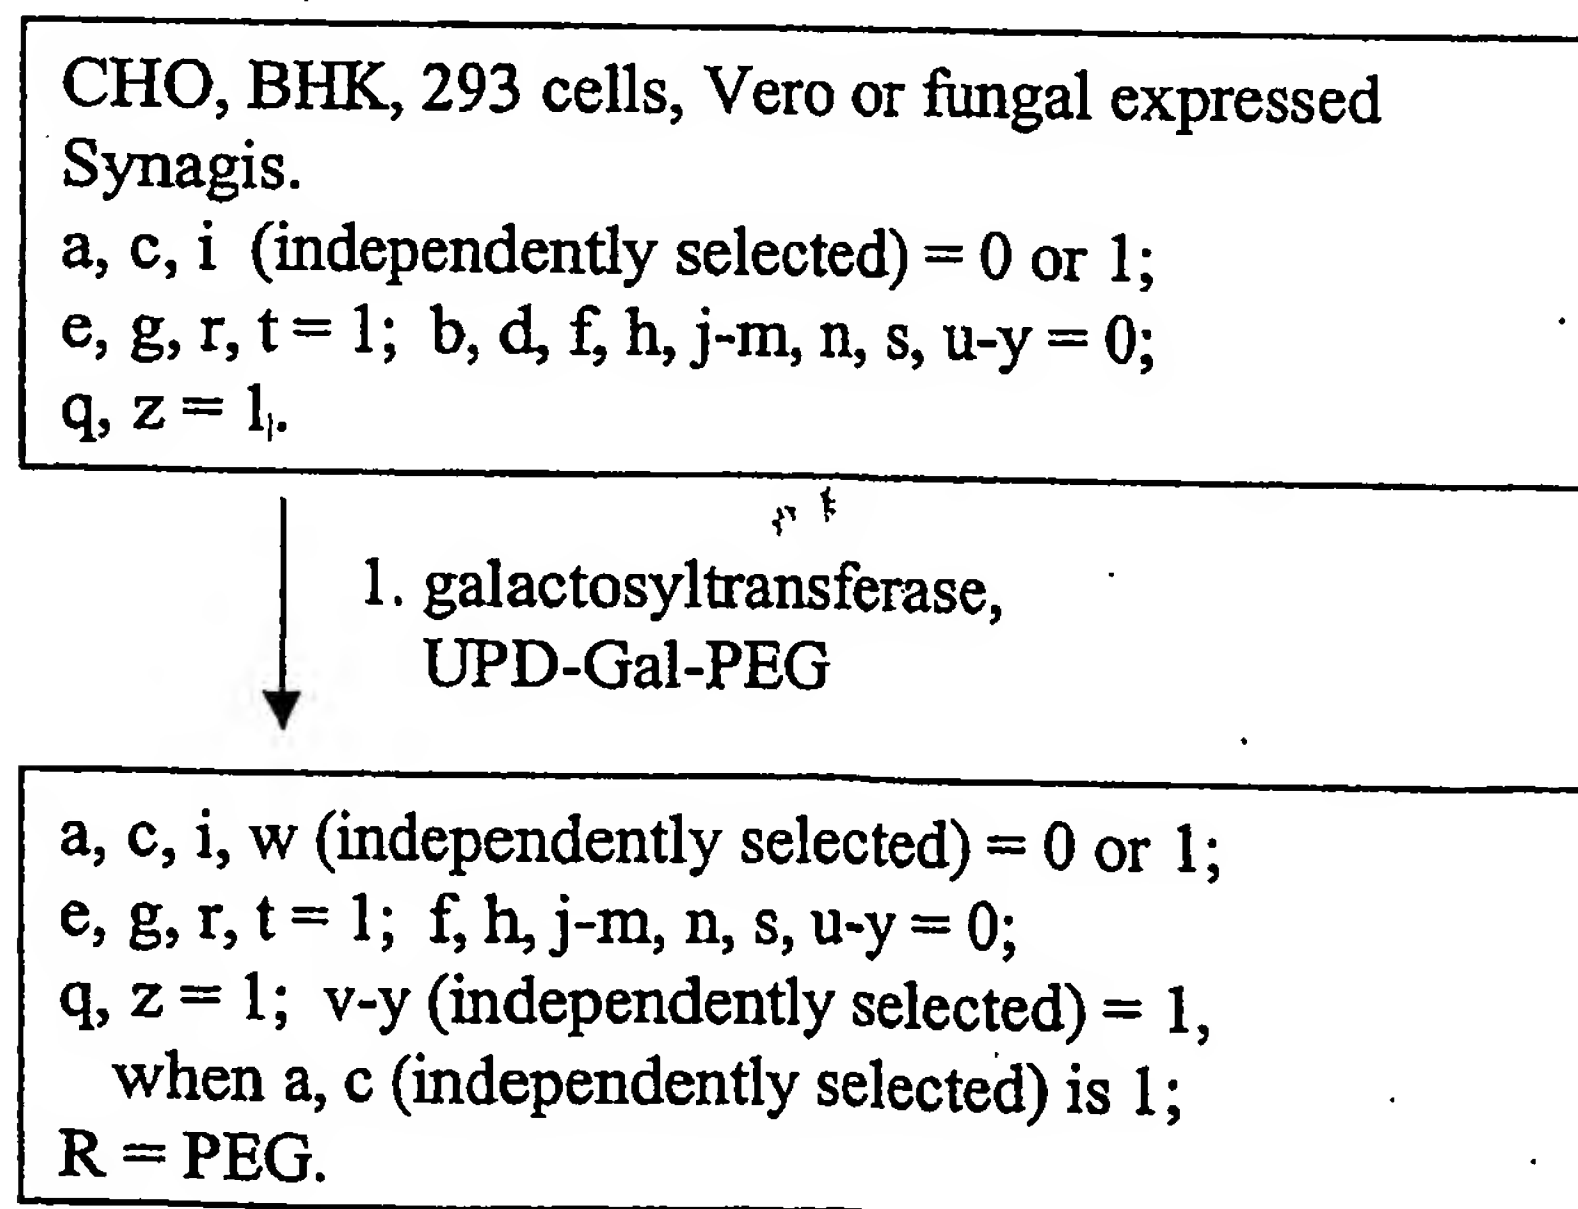 CHO, BHK, 293 cells, Vero or fungal expressed
Synagis.
a, c, i (independently selected) = 0 or 1;
e, g, r, t = 1; b, d, f, h, j-m, n, s, u-y = 0;
q, z = 1.
1. galactosyltransferase,
UPD-Gal-PEG
a, c, i, w (independently selected) = 0 or 1;
e, g, r, t = 1; f, h, j-m, n, s, u-y = 0;
q, z = 1; v-y (independently selected) = 1,
when a, c (independently selected) is 1;
R = PEG.